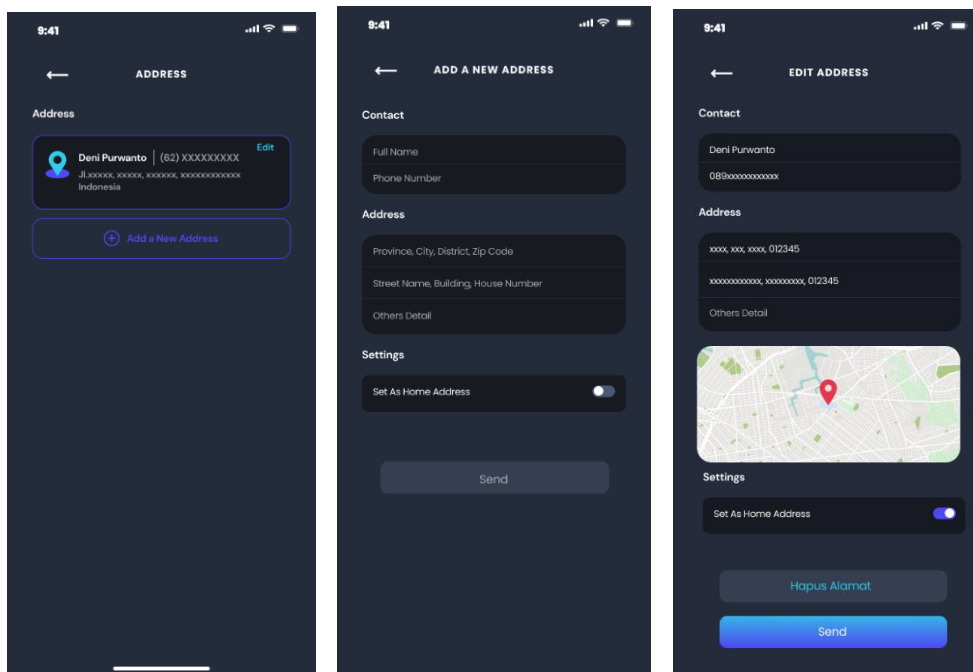 9:41
ADDRESS
Address
Deni Purwanto | (62) XXXXXXXXX
Edit
Jl.xxxxx, xxxxx, xxxxxx, xxxxxxxxxxxx
Indonesia
Add a New Address
9:41
ADD A NEW ADDRESS
Contact
Full Name
Phone Number
Address
Province, City, District, Zip Code
Street Name, Building, House Number
Others Detail
Settings
Set As Home Address
Send
9:41
EDIT ADDRESS
Contact
Deni Purwanto
089xxxxxxxxxxxx
Address
xxxx, xxx, xxxx, 012345
xxxxxxxxxxxx, xxxxxxxxx, 012345
Others Detail
Settings
Set As Home Address
Hapus Alamat
Send